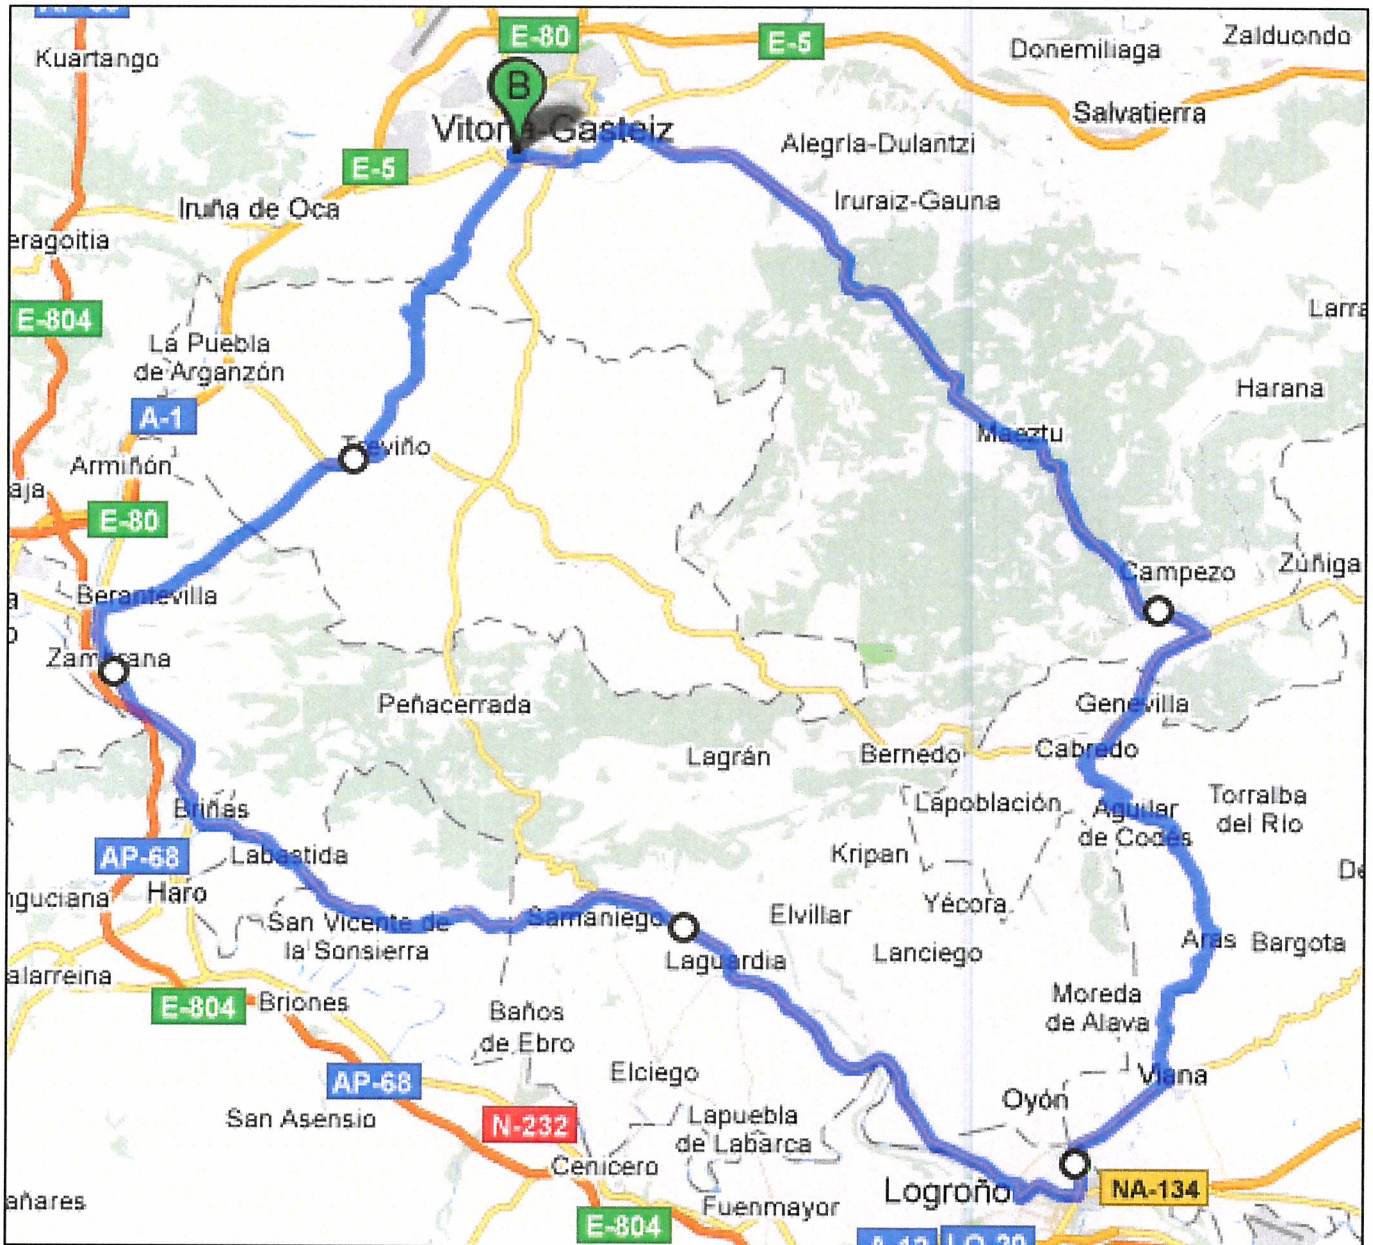 E-80
E-5
Zalduondo
Donemiliaga
Kuartango
B
Salvatierra
Vitoria-Gasteiz
Alegría-Dulantzi
E-5
Iruraiz-Gauna
Iruña de Oca
eragoitia
E-804
Larra
La Puebla
de Arganzón
Harana
A-1
Maeztu
Treviño
Armiñón
aja
E-80
Campezo
Zúñiga
Berantevilla
Zambrana
Peñacerrada
Genevilla
Lagrán
Bernedo
Cabredo
Lapoblación
Aguilar
de Codés
Torralba
del Río
Briñas
AP-68
Labastida
Kripan
Haro
nguciana
Yécora
San Vicente de
la Sonsierra
Samaniego
Elvillar
Aras
Bargota
Laguardia
Lanciego
alarreina
E-804
Briones
Moreda
de Alava
Baños
de Ebro
AP-68
Elciego
Viana
Oyón
San Asensio
N-232
Lapuebla
de Labarca
Cenicero
Logroño
NA-134
añares
Fuenmayor
E-804